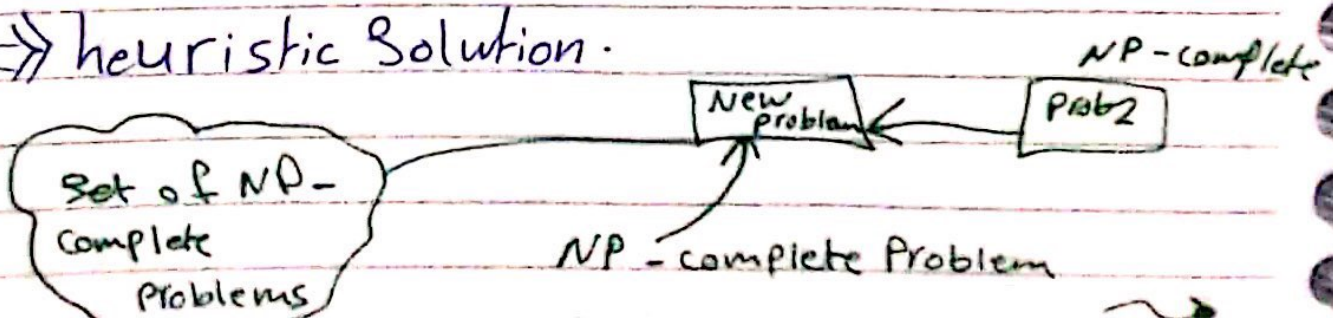 ⇒ heuristic Solution.
NP-complete
New problem
Prob2
Set of NP-
Complete
Problems
NP-complete Problem